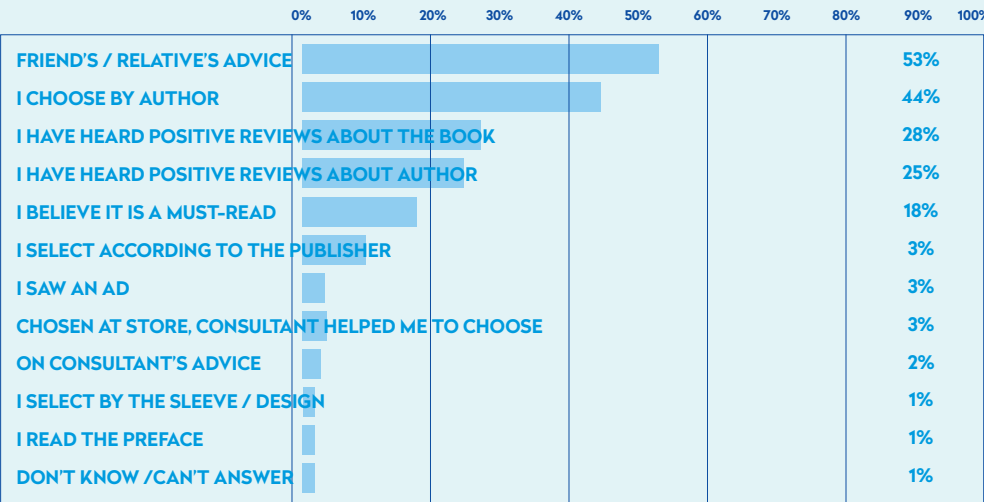 0% 10% 20% 30% 40% 50% 60% 70% 80% 90% 100%
FRIEND'S / RELATIVE'S ADVICE 53%
I CHOOSE BY AUTHOR 44%
I HAVE HEARD POSITIVE REVIEWS ABOUT THE BOOK 28%
I HAVE HEARD POSITIVE REVIEWS ABOUT AUTHOR 25%
I BELIEVE IT IS A MUST-READ 18%
I SELECT ACCORDING TO THE PUBLISHER 3%
I SAW AN AD 3%
CHOSEN AT STORE, CONSULTANT HELPED ME TO CHOOSE 3%
ON CONSULTANT'S ADVICE 2%
I SELECT BY THE SLEEVE / DESIGN 1%
I READ THE PREFACE 1%
DON'T KNOW /CAN'T ANSWER 1%